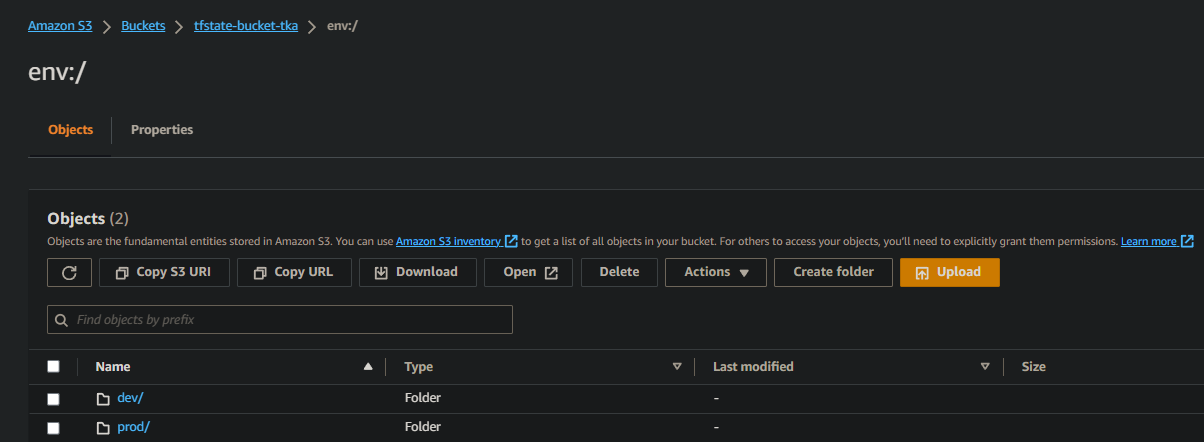 Amazon S3 > Buckets > tfstate-bucket-tka > env:/
env:/
Objects Properties
Objects (2)
Objects are the fundamental entities stored in Amazon S3. You can use Amazon S3 inventory to get a list of all objects in your bucket. For others to access your objects, you'll need to explicitly grant them permissions. Learn more
Copy S3 URI Copy URL Download Open Delete Actions Create folder Upload
Find objects by prefix
Name Type Last modified Size
dev/ Folder -
prod/ Folder -